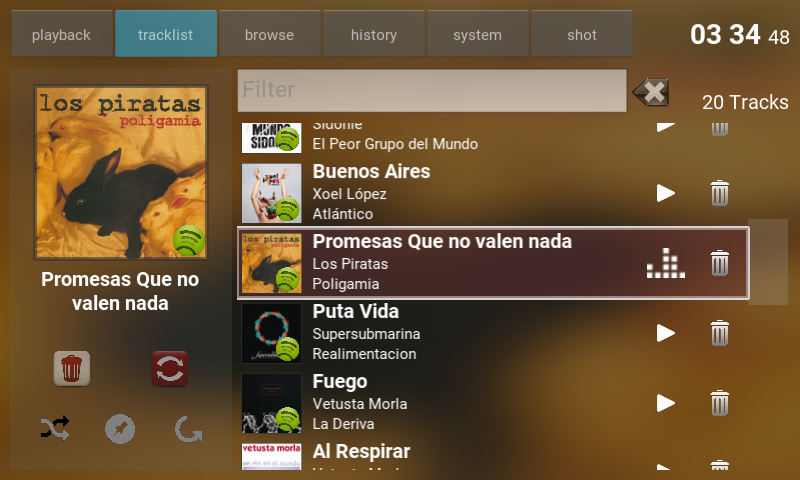 playback
tracklist
browse
history
system
shot
03 34 48
Filter
20 Tracks
los piratas
poligamia
Promesas Que no
valen nada
MUNDO
SIDO
Sidonie
El Peor Grupo del Mundo
Buenos Aires
Xoel López
Atlántico
los piratas
poligamia
Promesas Que no valen nada
Los Piratas
Poligamia
Puta Vida
Supersubmarina
Realimentacion
Fuego
Vetusta Morla
La Deriva
vetusta morla
Al Respirar